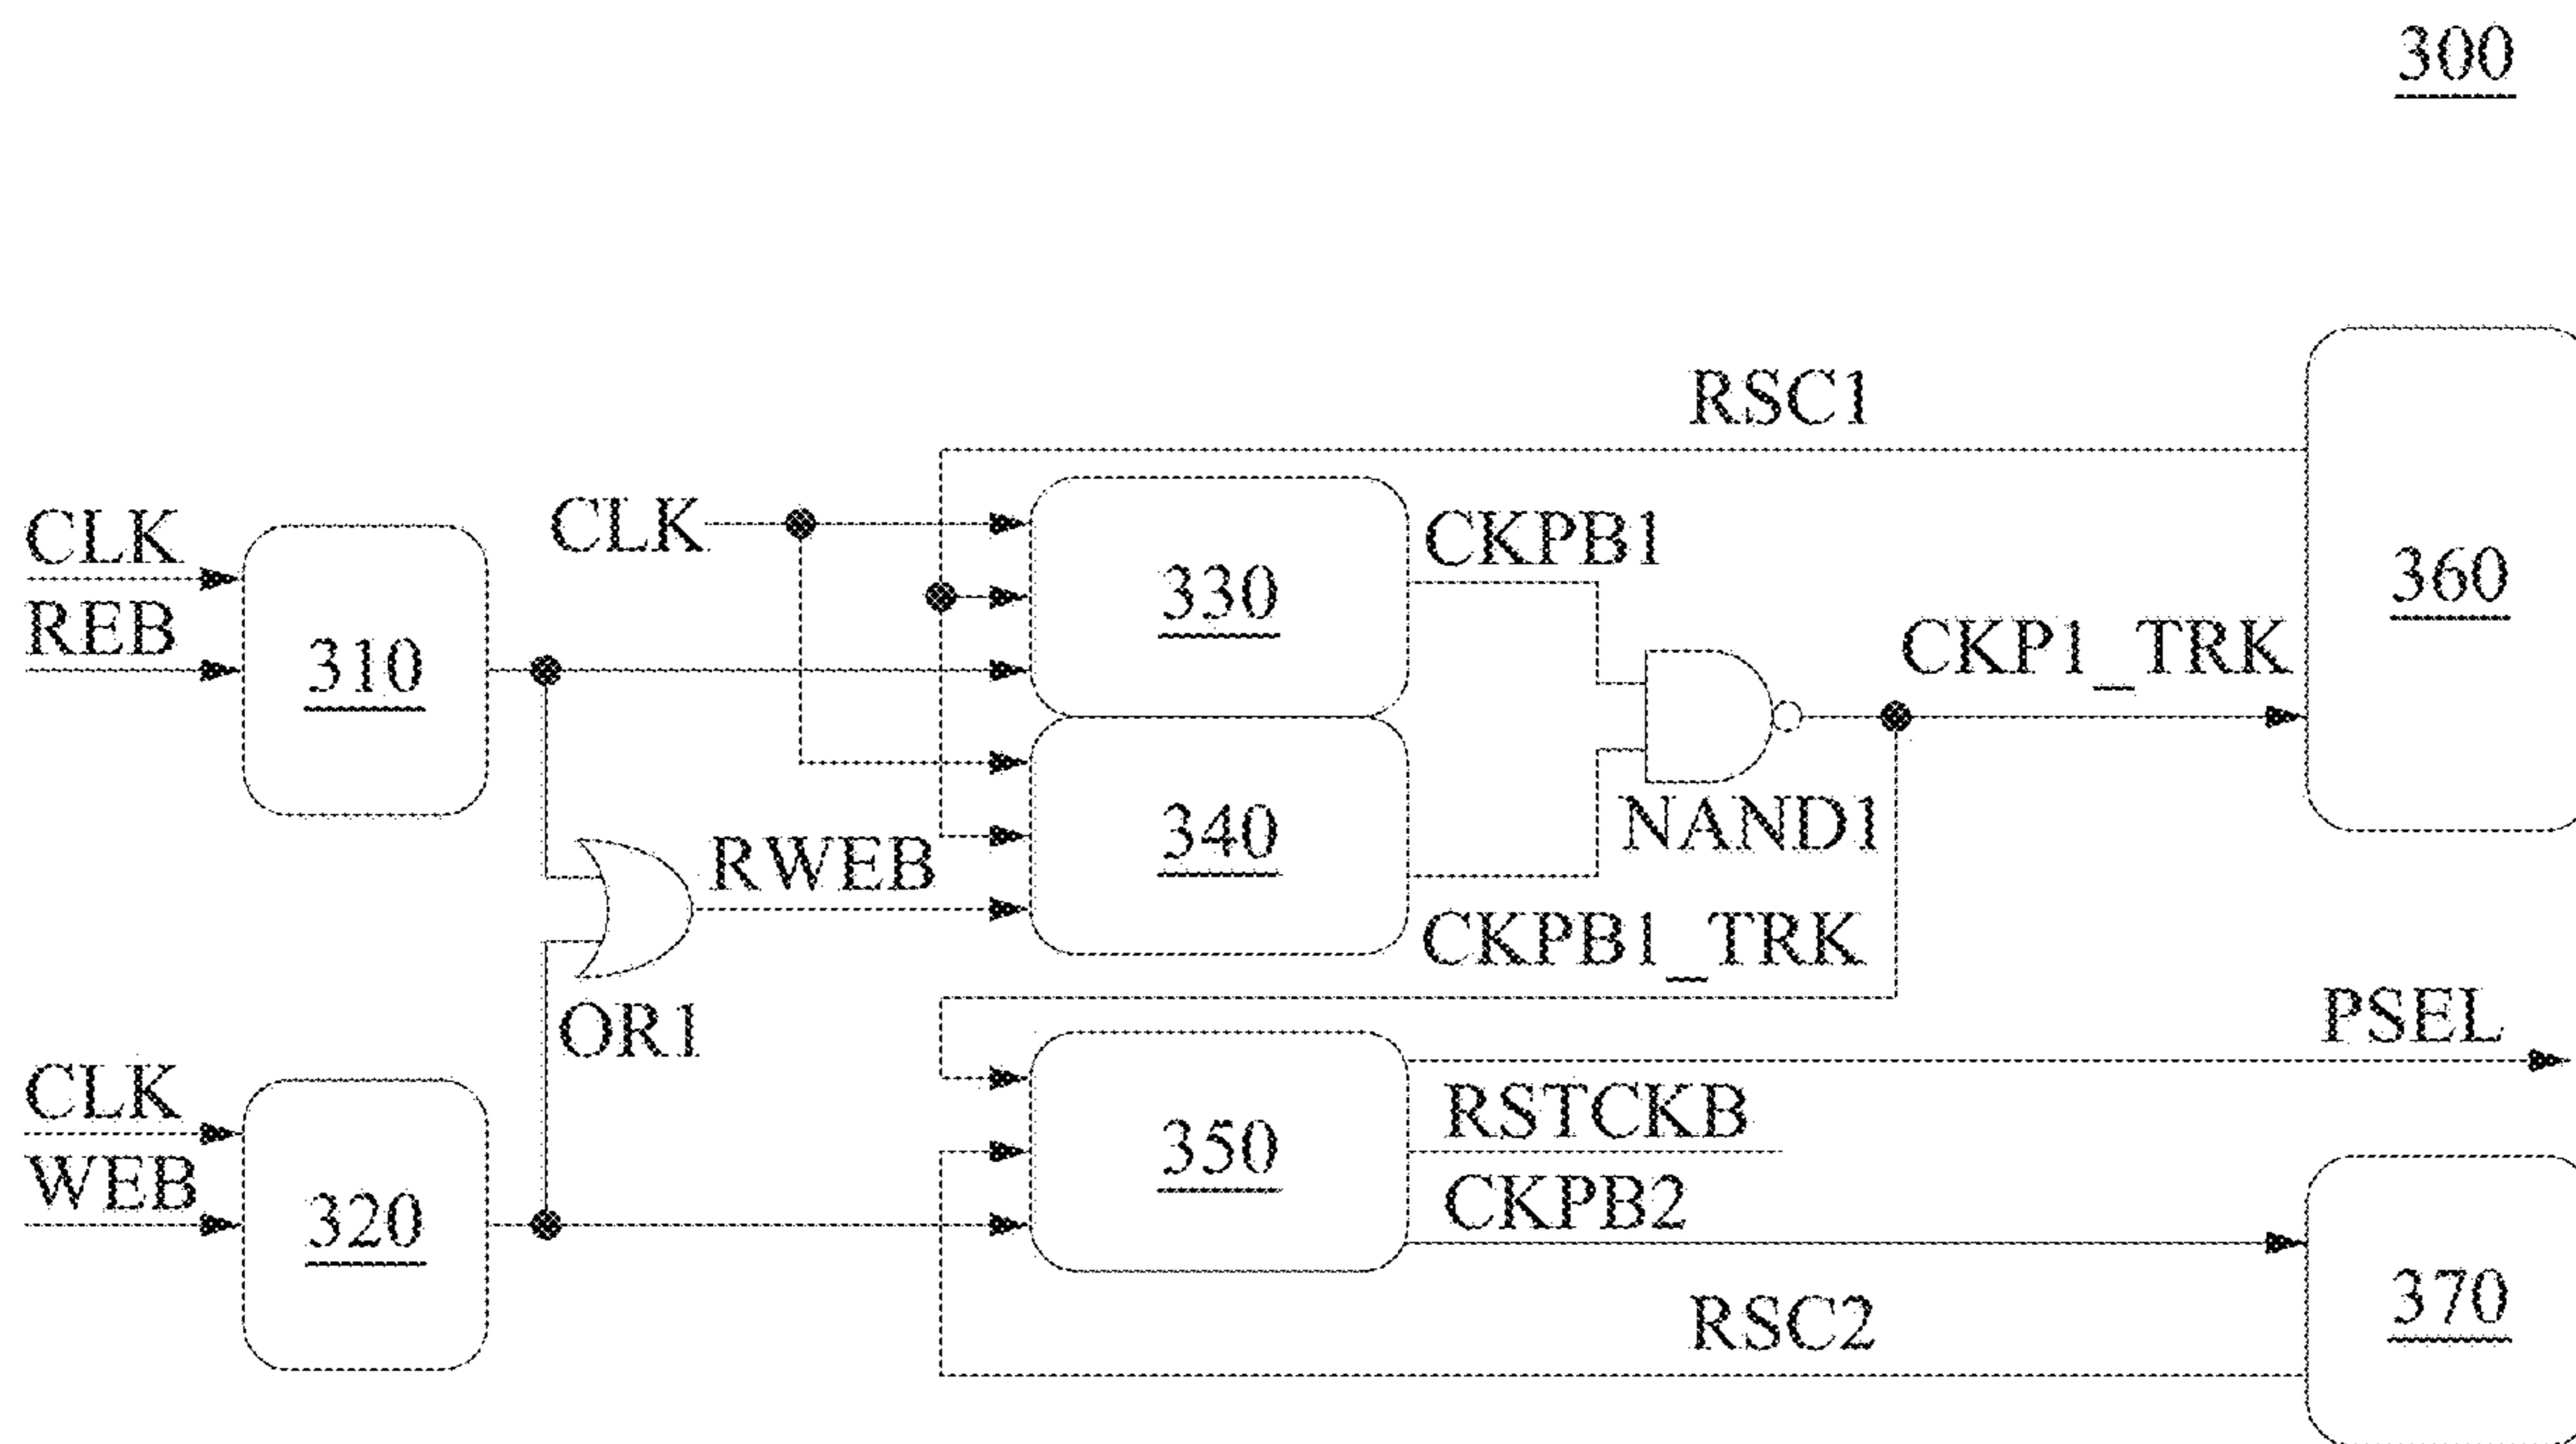 300
RSC1
CLK
CLK
CKPB1
330
360
REB
310
CKP1_TRK
NAND1
340
RWEB
CKPB1_TRK
OR1
PSEL
CLK
RSTCKB
350
WEB
CKPB2
320
370
RSC2